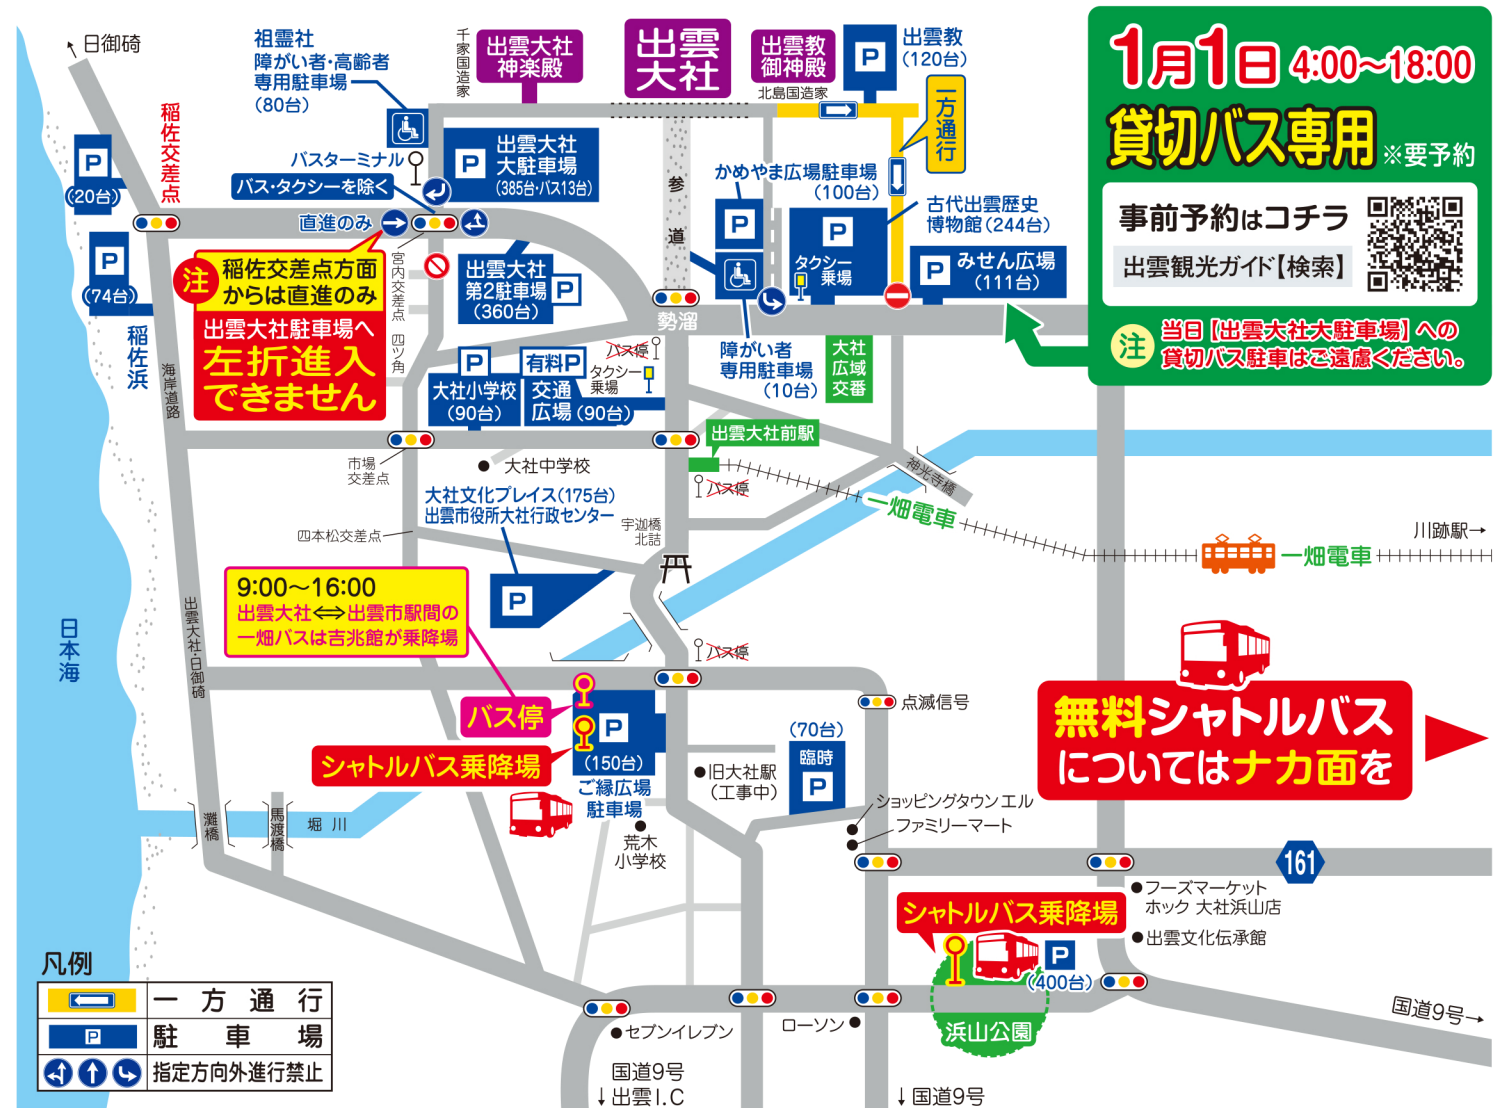 日御碕
祖霊社
障がい者・高齢者
専用駐車場
(80台)
千家国造家
出雲大社
神楽殿
出雲
大社
出雲教
御神殿
北島国造家
P
出雲教
(120台)
一方通行
1月1日 4:00～18:00
貸切バス専用 ※要予約
事前予約はコチラ
出雲観光ガイド【検索】
注
当日【出雲大社大駐車場】への
貸切バス駐車はご遠慮ください。
稲佐交差点
P
(20台)
P
(74台)
稲佐浜
バスターミナル
バス・タクシーを除く
直進のみ
P
出雲大社
大駐車場
(385台・バス13台)
参道
かめやま広場駐車場
(100台)
P
P
タクシー
乗場
古代出雲歴史
博物館(244台)
P
みせん広場
(111台)
注
稲佐交差点方面
からは直進のみ
出雲大社駐車場へ
左折進入
できません
宮内交差点
出雲大社
第2駐車場
(360台)
P
四ツ角
勢溜
バス停
タクシー
乗場
障がい者
専用駐車場
(10台)
大社
広域
交番
P
大社小学校
(90台)
有料P
交通
広場(90台)
海岸道路
出雲大社前駅
市場
交差点
大社中学校
バス停
神光寺橋
一畑電車
川跡駅→
一畑電車
大社文化プレイス(175台)
出雲市役所大社行政センター
四本松交差点
宇迦橋
北詰
P
9:00～16:00
出雲大社⇔出雲市駅間の
一畑バスは吉兆館が乗降場
日本海
出雲大社・日御碕
バス停
バス停
シャトルバス乗降場
P
(150台)
ご縁広場
駐車場
荒木
小学校
旧大社駅
(工事中)
(70台)
臨時
P
点滅信号
無料シャトルバス
についてはナカ面を
ショッピングタウンエル
ファミリーマート
161
灘橋
馬渡橋
堀川
フーズマーケット
ホック 大社浜山店
出雲文化伝承館
シャトルバス乗降場
P
(400台)
浜山公園
凡例
一方通行
P
駐車場
指定方向外進行禁止
セブンイレブン
ローソン
国道9号
↓出雲I.C
↓国道9号
国道9号→